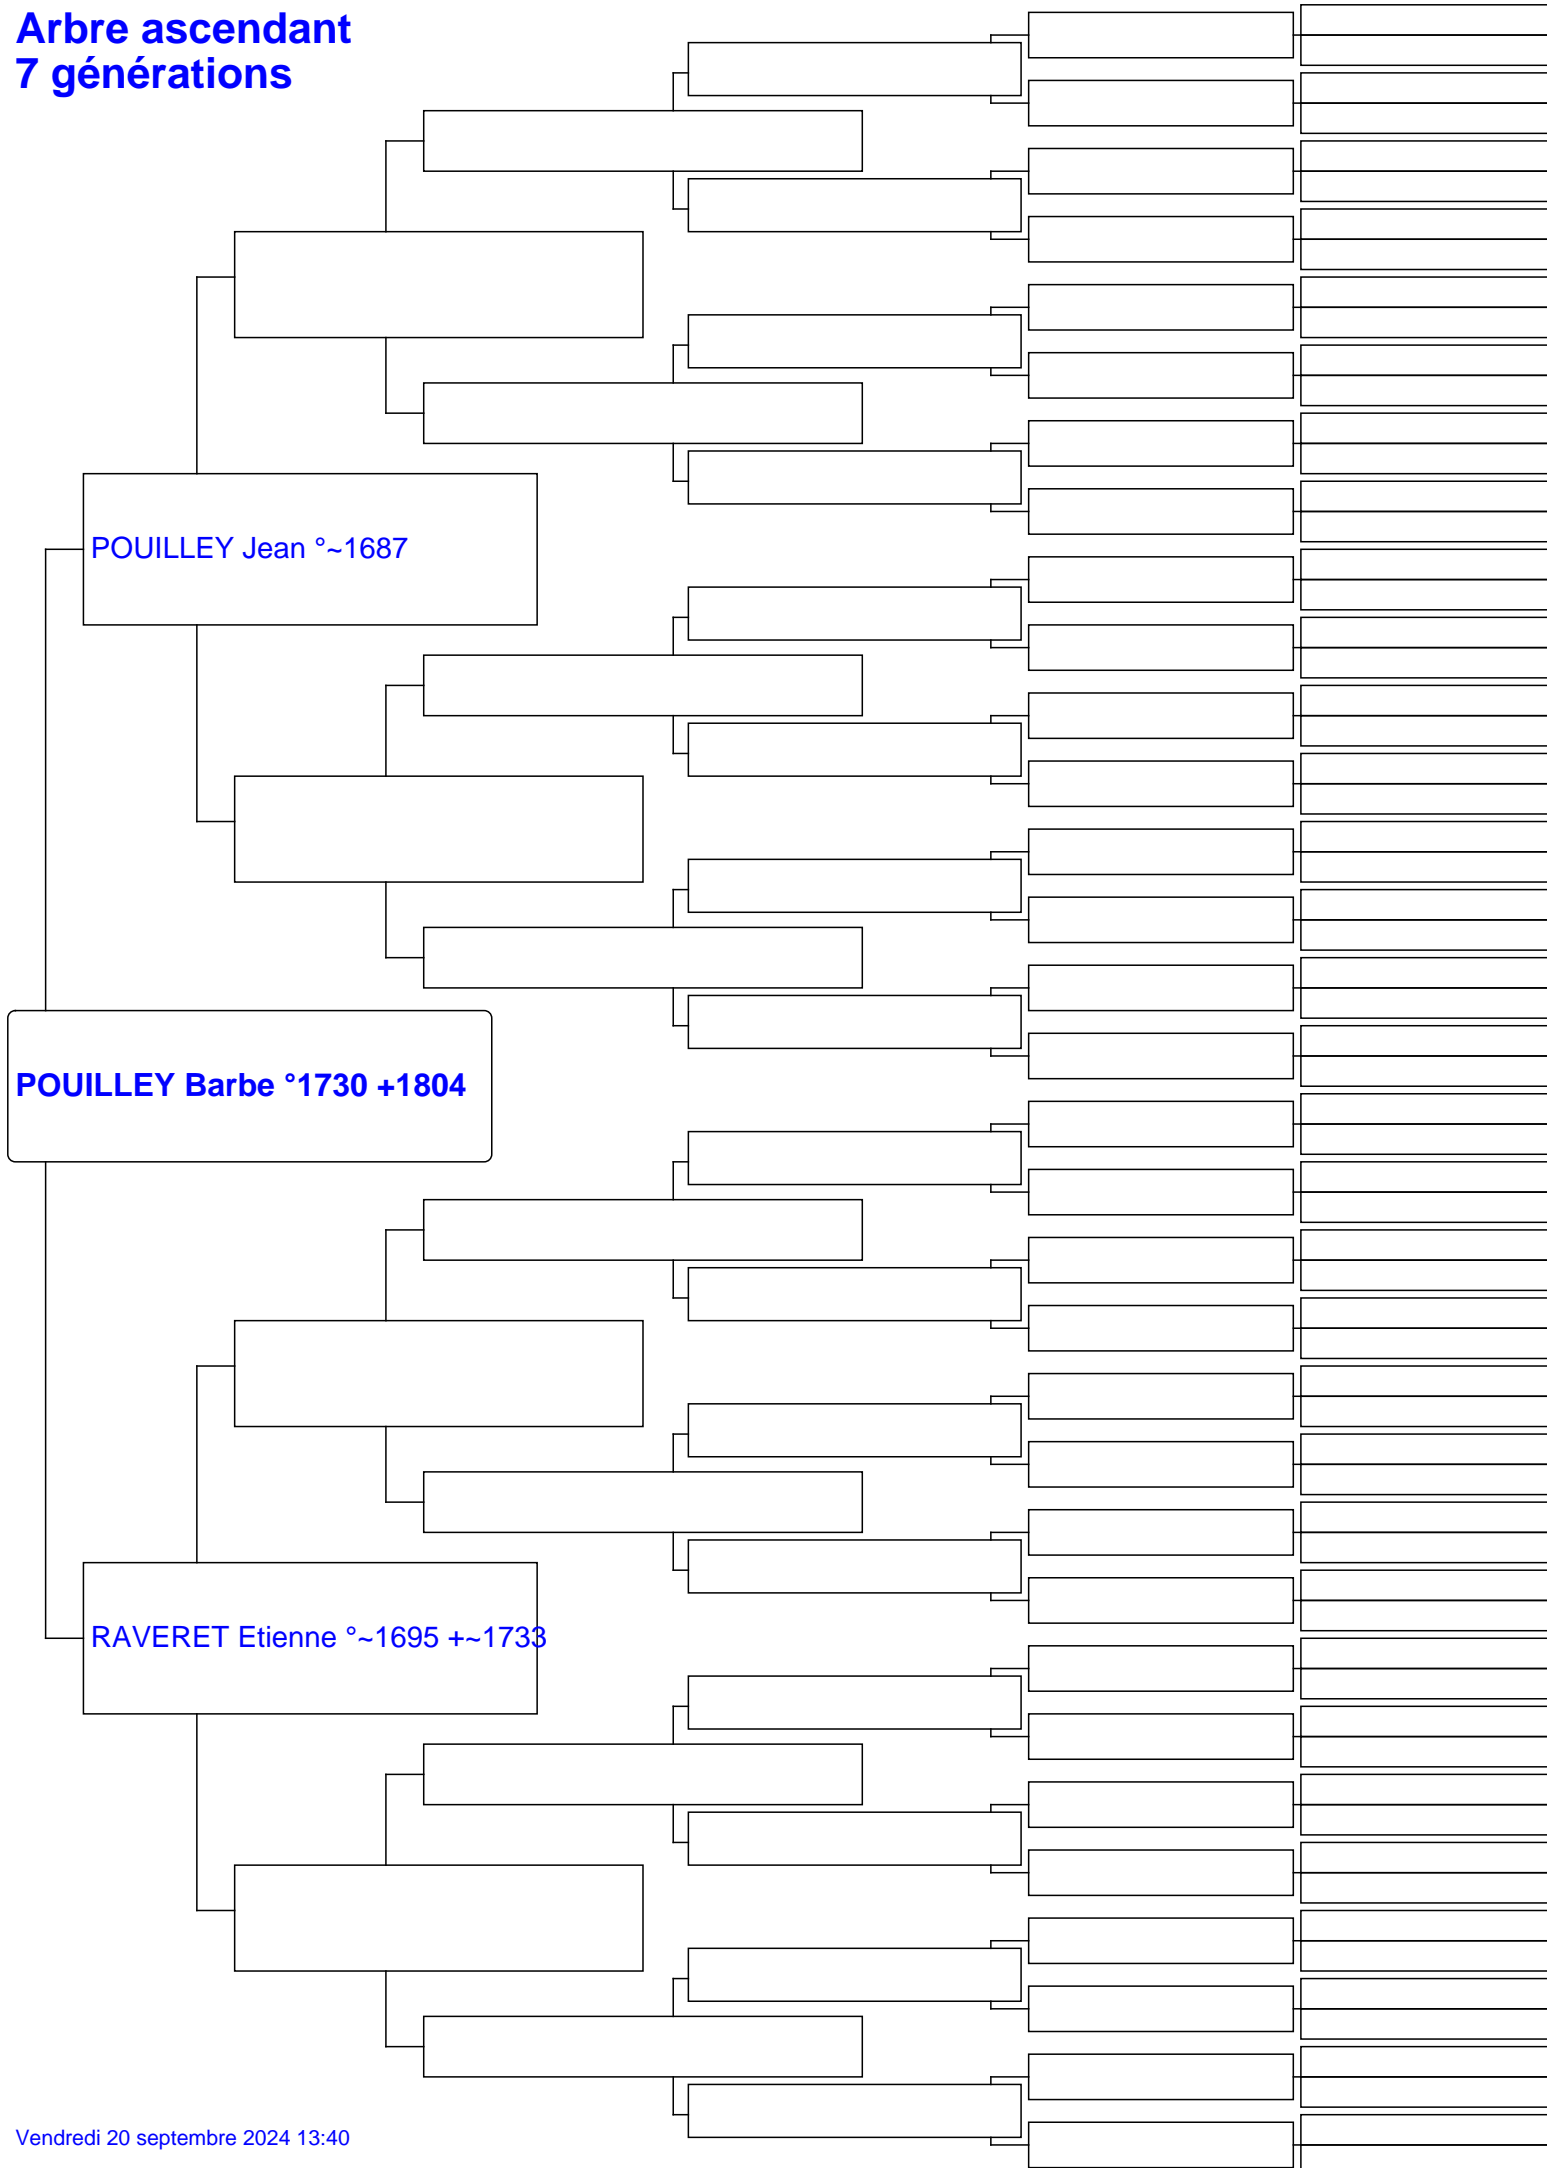 Arbre ascendant
7 générations
POUILLEY Jean °~1687
POUILLEY Barbe °1730 +1804
RAVERET Etienne °~1695 +~1733
Vendredi 20 septembre 2024 13:40